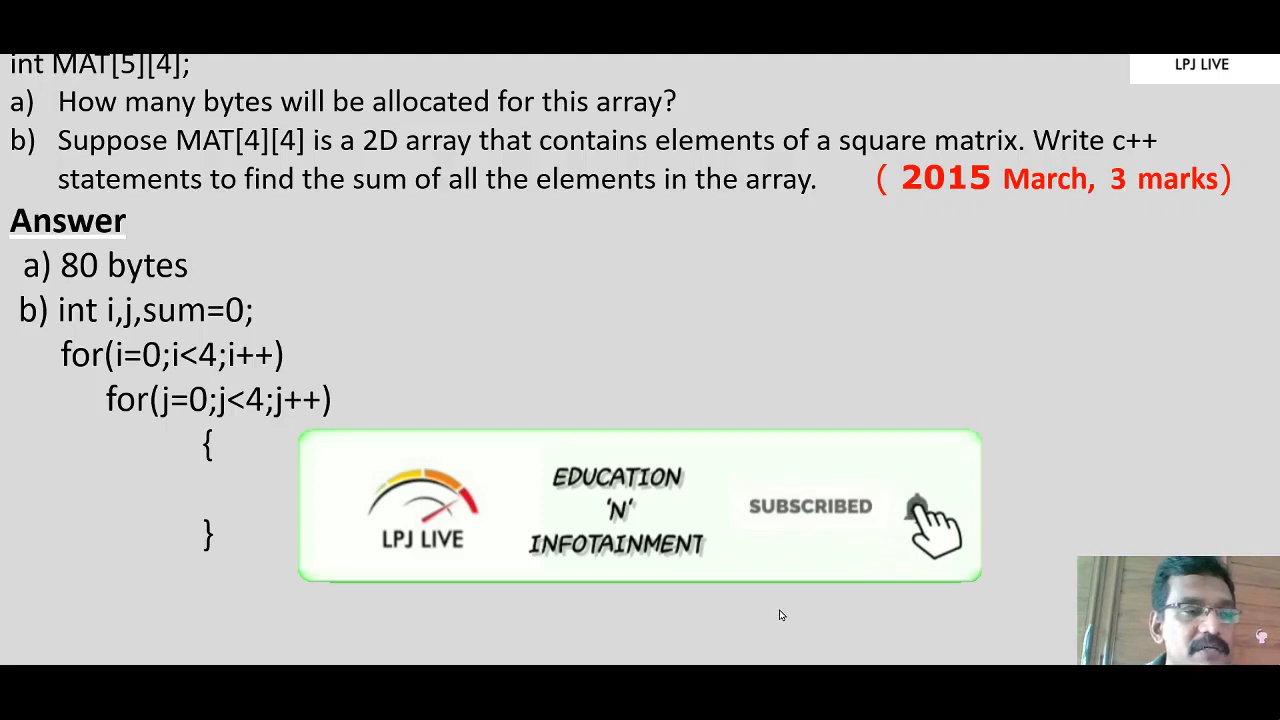 int MAT[5][4];
LPJ LIVE
a) How many bytes will be allocated for this array?
b) Suppose MAT[4][4] is a 2D array that contains elements of a square matrix. Write c++
statements to find the sum of all the elements in the array. ( 2015 March, 3 marks)
Answer
a) 80 bytes
b) int i,j,sum=0;
for(i=0;i<4;i++)
for(j=0;j<4;j++)
{
EDUCATION
'N'
INFOTAINMENT
SUBSCRIBED
LPJ LIVE
}